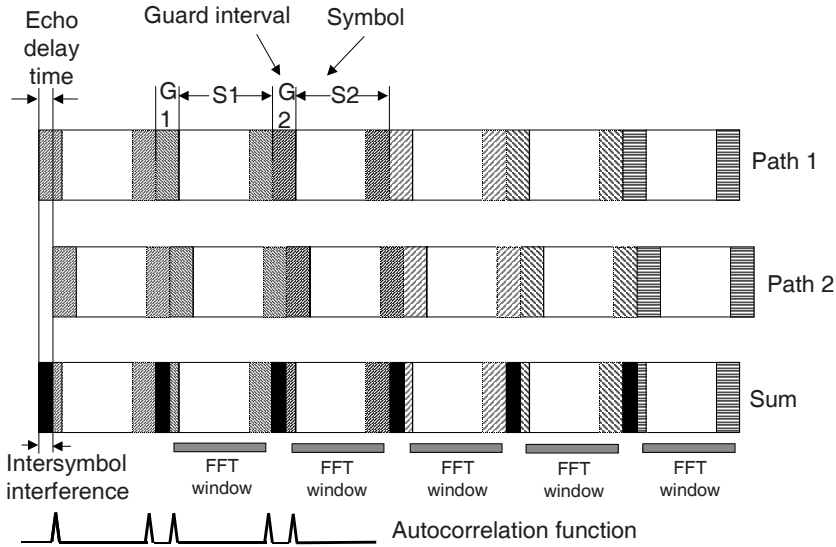 Echo
delay
time
Guard interval
Symbol
G
1
S1
G
2
S2
Path 1
Path 2
Sum
Intersymbol
interference
FFT
window
FFT
window
FFT
window
FFT
window
FFT
window
Autocorrelation function